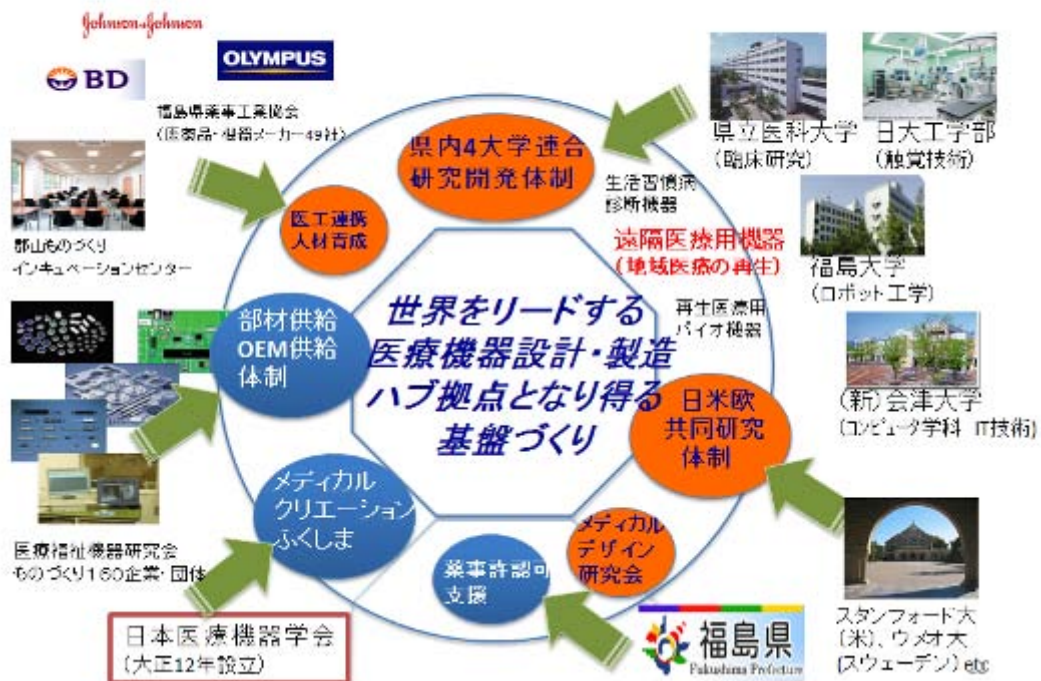 Johnson & Johnson
BD
OLYMPUS
福島県薬事工業協会
(医薬品・機器メーカー49社)
郡山ものづくり
インキュベーションセンター
医療福祉機器研究会
ものづくり160企業・団体
日本医療機器学会
(大正12年設立)
県内4大学連合
研究開発体制
医工連携
人材育成
部材供給
OEM供給
体制
メディカル
クリエーション
ふくしま
薬事許認可
支援
メディカル
デザイン
研究会
日米欧
共同研究
体制
生活習慣病
診断機器
遠隔医療用機器
(地域医療の再生)
再生医療用
バイオ機器
世界をリードする
医療機器設計・製造
ハブ拠点となり得る
基盤づくり
県立医科大学
(臨床研究)
日大工学部
(触覚技術)
福島大学
(ロボット工学)
(新)会津大学
(コンピュータ学科 IT技術)
スタンフォード大
(米)、ウメオ大
(スウェーデン) etc
福島県
Fukushima Prefecture